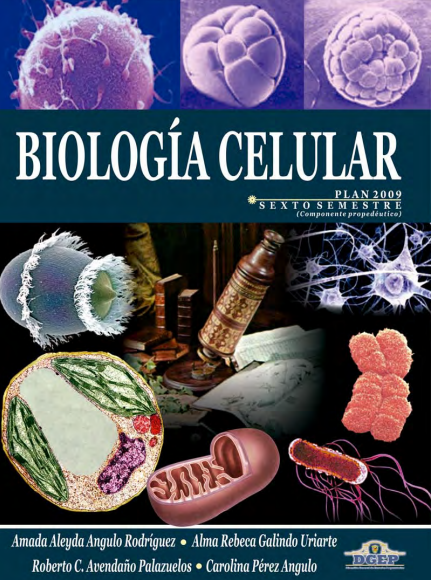 BIOLOGÍA CELULAR
PLAN 2009
SEXTO SEMESTRE
(Componente propedéutico)
Amada Aleyda Angulo Rodríguez • Alma Rebeca Galindo Uriarte
Roberto C. Avendaño Palazuelos • Carolina Pérez Angulo
DGEP